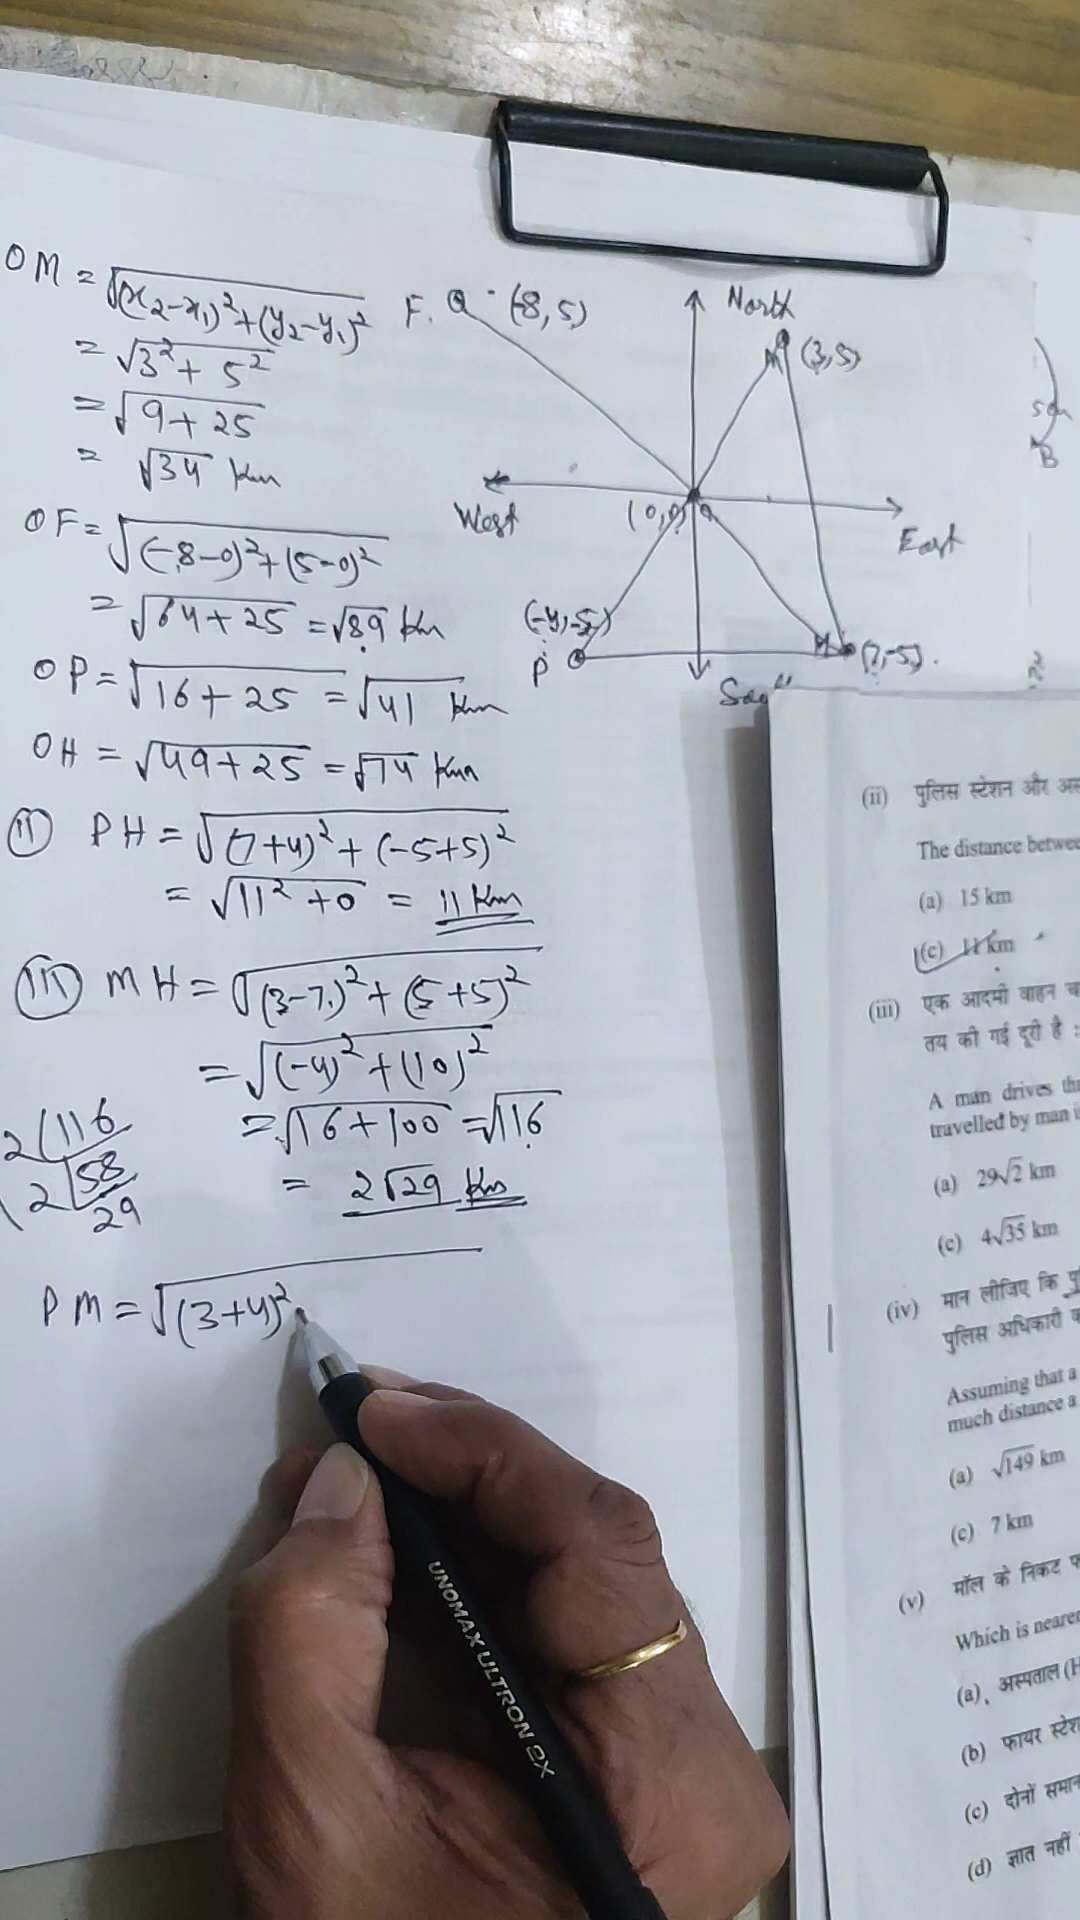 OM = √(x₂-x₁)²+(y₂-y₁)²
= √3²+5²
= √9+25
= √34 Km
OF = √(-8-0)²+(5-0)²
= √64+25 = √89 Km
OP = √16+25 = √41 Km
OH = √49+25 = √74 Km
(ii) PH = √(7+4)²+(-5+5)²
= √11²+0 = 11 Km
(iii) MH = √(3-7)²+(5+5)²
= √(-4)²+(10)²
= √16+100 = √116
= 2√29 Km
2 116
2 58
29
PM = √(3+4)²
F. (-8,5)
North
M (3,5)
West
(0,0)
East
(-4,-5)
P
(7,-5)
B
UNOMAX ULTRON 2X
(ii) पुलिस स्टेशन और
The distance
(a) 15 km
(c) 11 km
(iii) एक आदमी वाहन
तय की गई दूरी है :
A man drives
travelled by man
(a) 29√2 km
(c) 4√35 km
(iv) मान लीजिए कि
पुलिस अधिकारी
Assuming that a
much distance a
(a) √149 km
(c) 7 km
(v) मॉल के निकट
Which is
(a) अस्पताल (H
(b) फायर
(c) दोनों
(d) ज्ञात नहीं